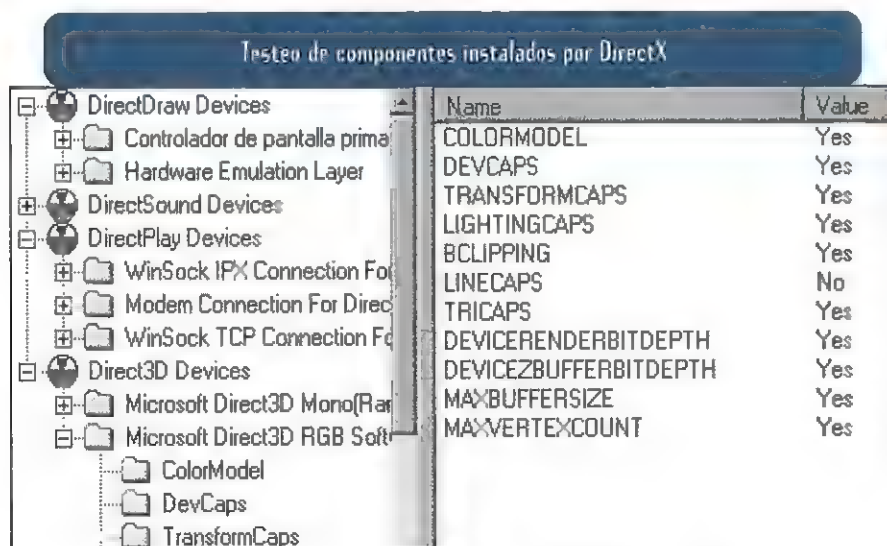 Testeo de componentes instalados por DirectX
DirectDraw Devices
Controlador de pantalla prima
Hardware Emulation Layer
DirectSound Devices
DirectPlay Devices
WinSock IPX Connection For
Modem Connection For Direc
WinSock TCP Connection Fo
Direct3D Devices
Microsoft Direct3D Mono(Ra
Microsoft Direct3D RGB Soft
ColorModel
DevCaps
TransformCaps
Name Value
COLORMODEL Yes
DEVCAPS Yes
TRANSFORMCAPS Yes
LIGHTINGCAPS Yes
BCLIPPING Yes
LINECAPS No
TRICAPS Yes
DEVICERENDERBITDEPTH Yes
DEVICEZBUFFERBITDEPTH Yes
MAXBUFFERSIZE Yes
MAXVERTEXCOUNT Yes